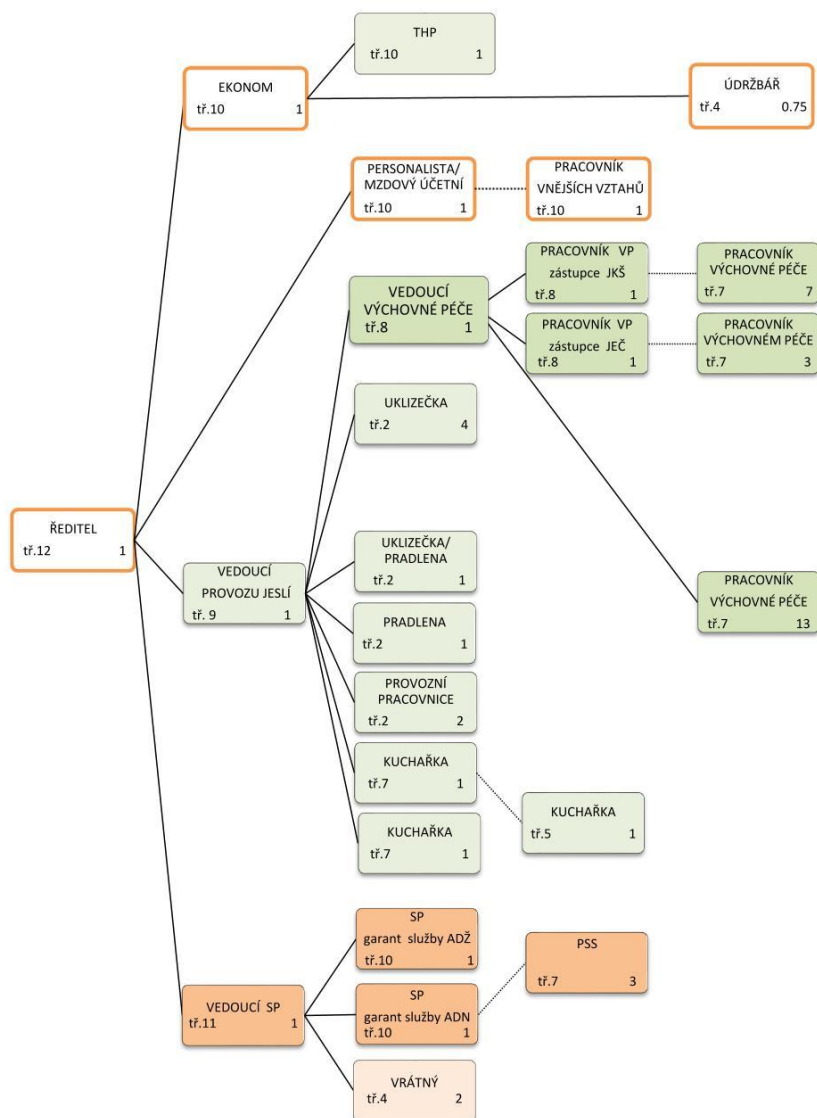 THP
tř.10 1
EKONOM
tř.10 1
ÚDRŽBÁŘ
tř.4 0.75
PERSONALISTA/
MZDOVÝ ÚČETNÍ
tř.10 1
PRACOVNÍK
VNĚJŠÍCH VZTAHŮ
tř.10 1
PRACOVNÍK VP
zástupce JKŠ
tř.8 1
PRACOVNÍK
VÝCHOVNÉ PÉČE
tř.7 7
VEDOUCÍ
VÝCHOVNÉ PÉČE
tř.8 1
PRACOVNÍK VP
zástupce JEČ
tř.8 1
PRACOVNÍK
VÝCHOVNÉM PÉČE
tř.7 3
UKLIZEČKA
tř.2 4
ŘEDITEL
tř.12 1
UKLIZEČKA/
PRADLENA
tř.2 1
VEDOUCÍ
PROVOZU JESLÍ
tř. 9 1
PRACOVNÍK
VÝCHOVNÉ PÉČE
tř.7 13
PRADLENA
tř.2 1
PROVOZNÍ
PRACOVNICE
tř.2 2
KUCHAŘKA
tř.7 1
KUCHAŘKA
tř.5 1
KUCHAŘKA
tř.7 1
SP
garant služby ADŽ
tř.10 1
PSS
tř.7 3
VEDOUCÍ SP
tř.11 1
SP
garant služby ADN
tř.10 1
VRÁTNÝ
tř.4 2